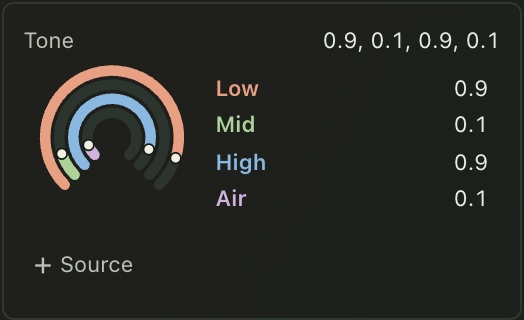 Tone 0.9, 0.1, 0.9, 0.1
Low 0.9
Mid 0.1
High 0.9
Air 0.1
+ Source